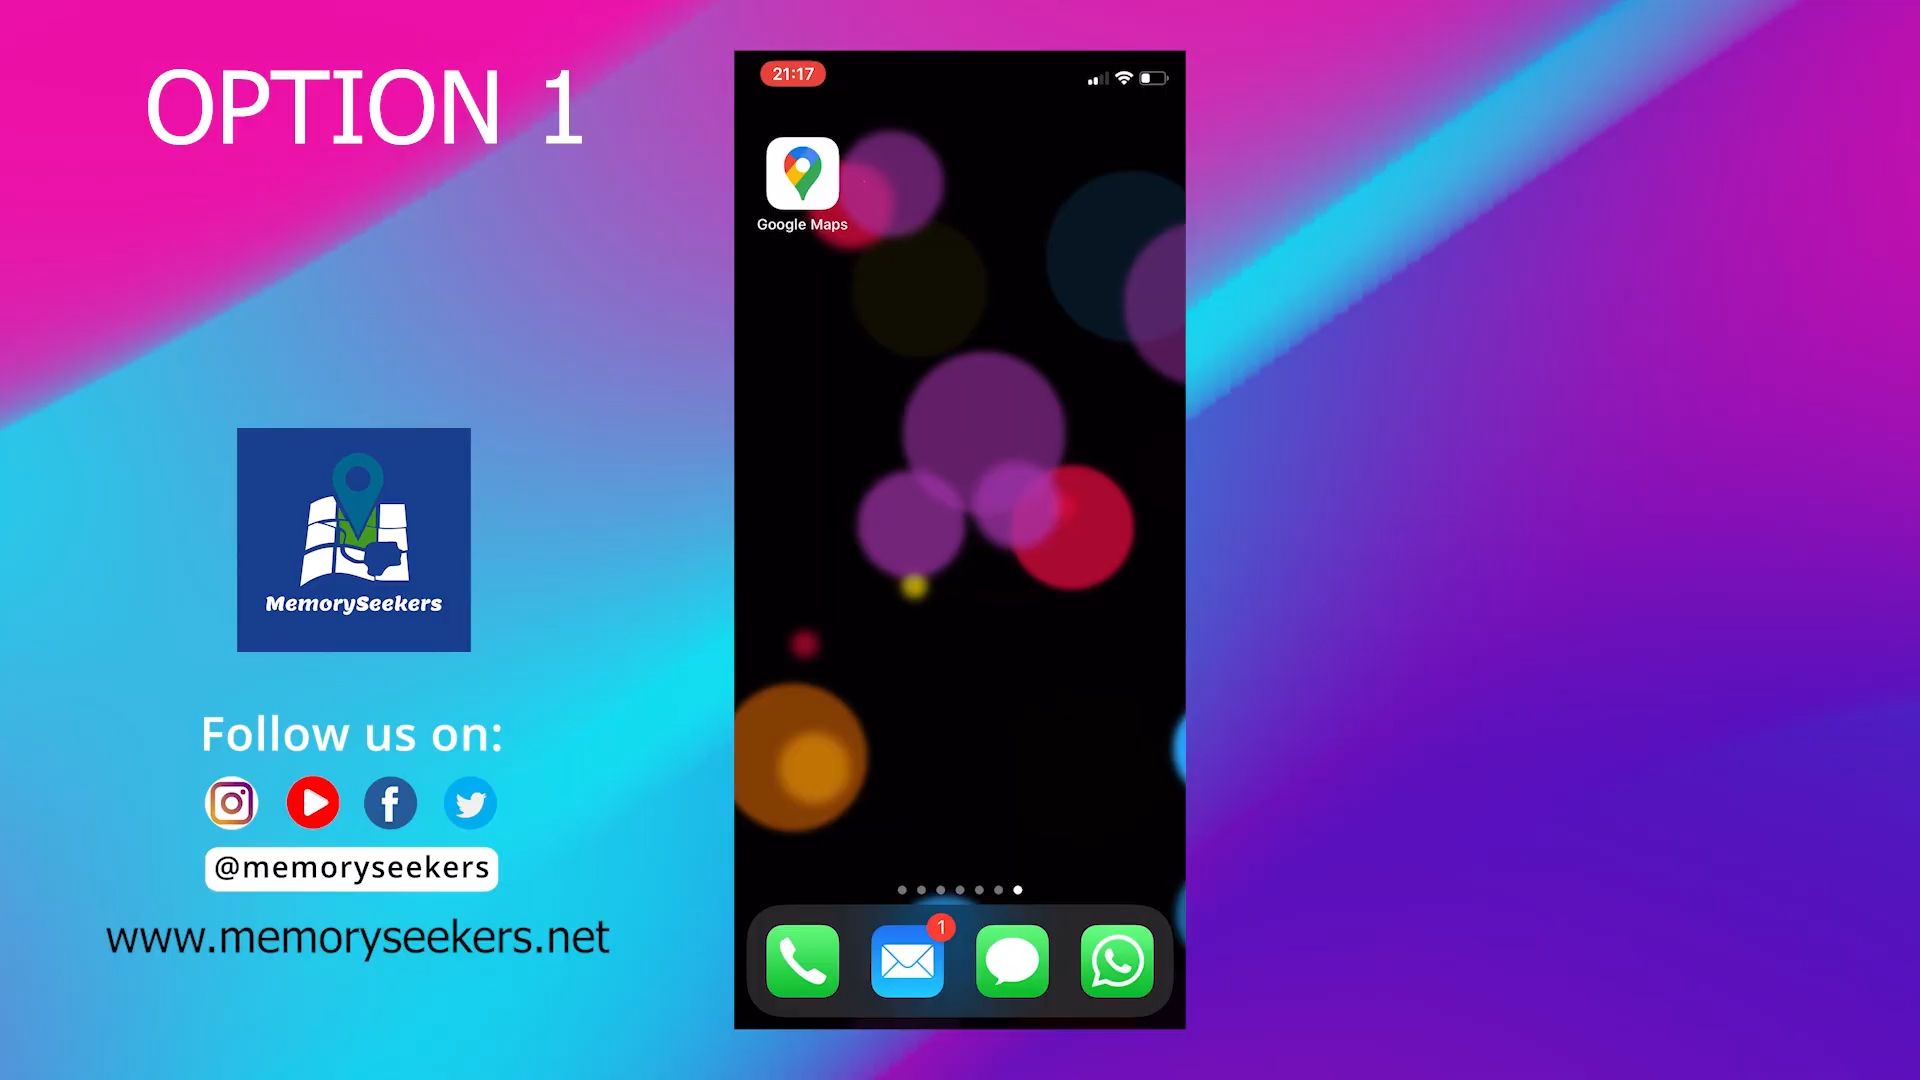 OPTION 1
21:17
Google Maps
MemorySeekers
Follow us on:
@memoryseekers
www.memoryseekers.net
1